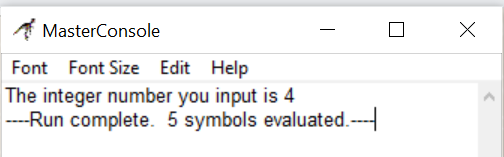 MasterConsole
Font Font Size Edit Help
The integer number you input is 4
----Run complete.  5 symbols evaluated.----